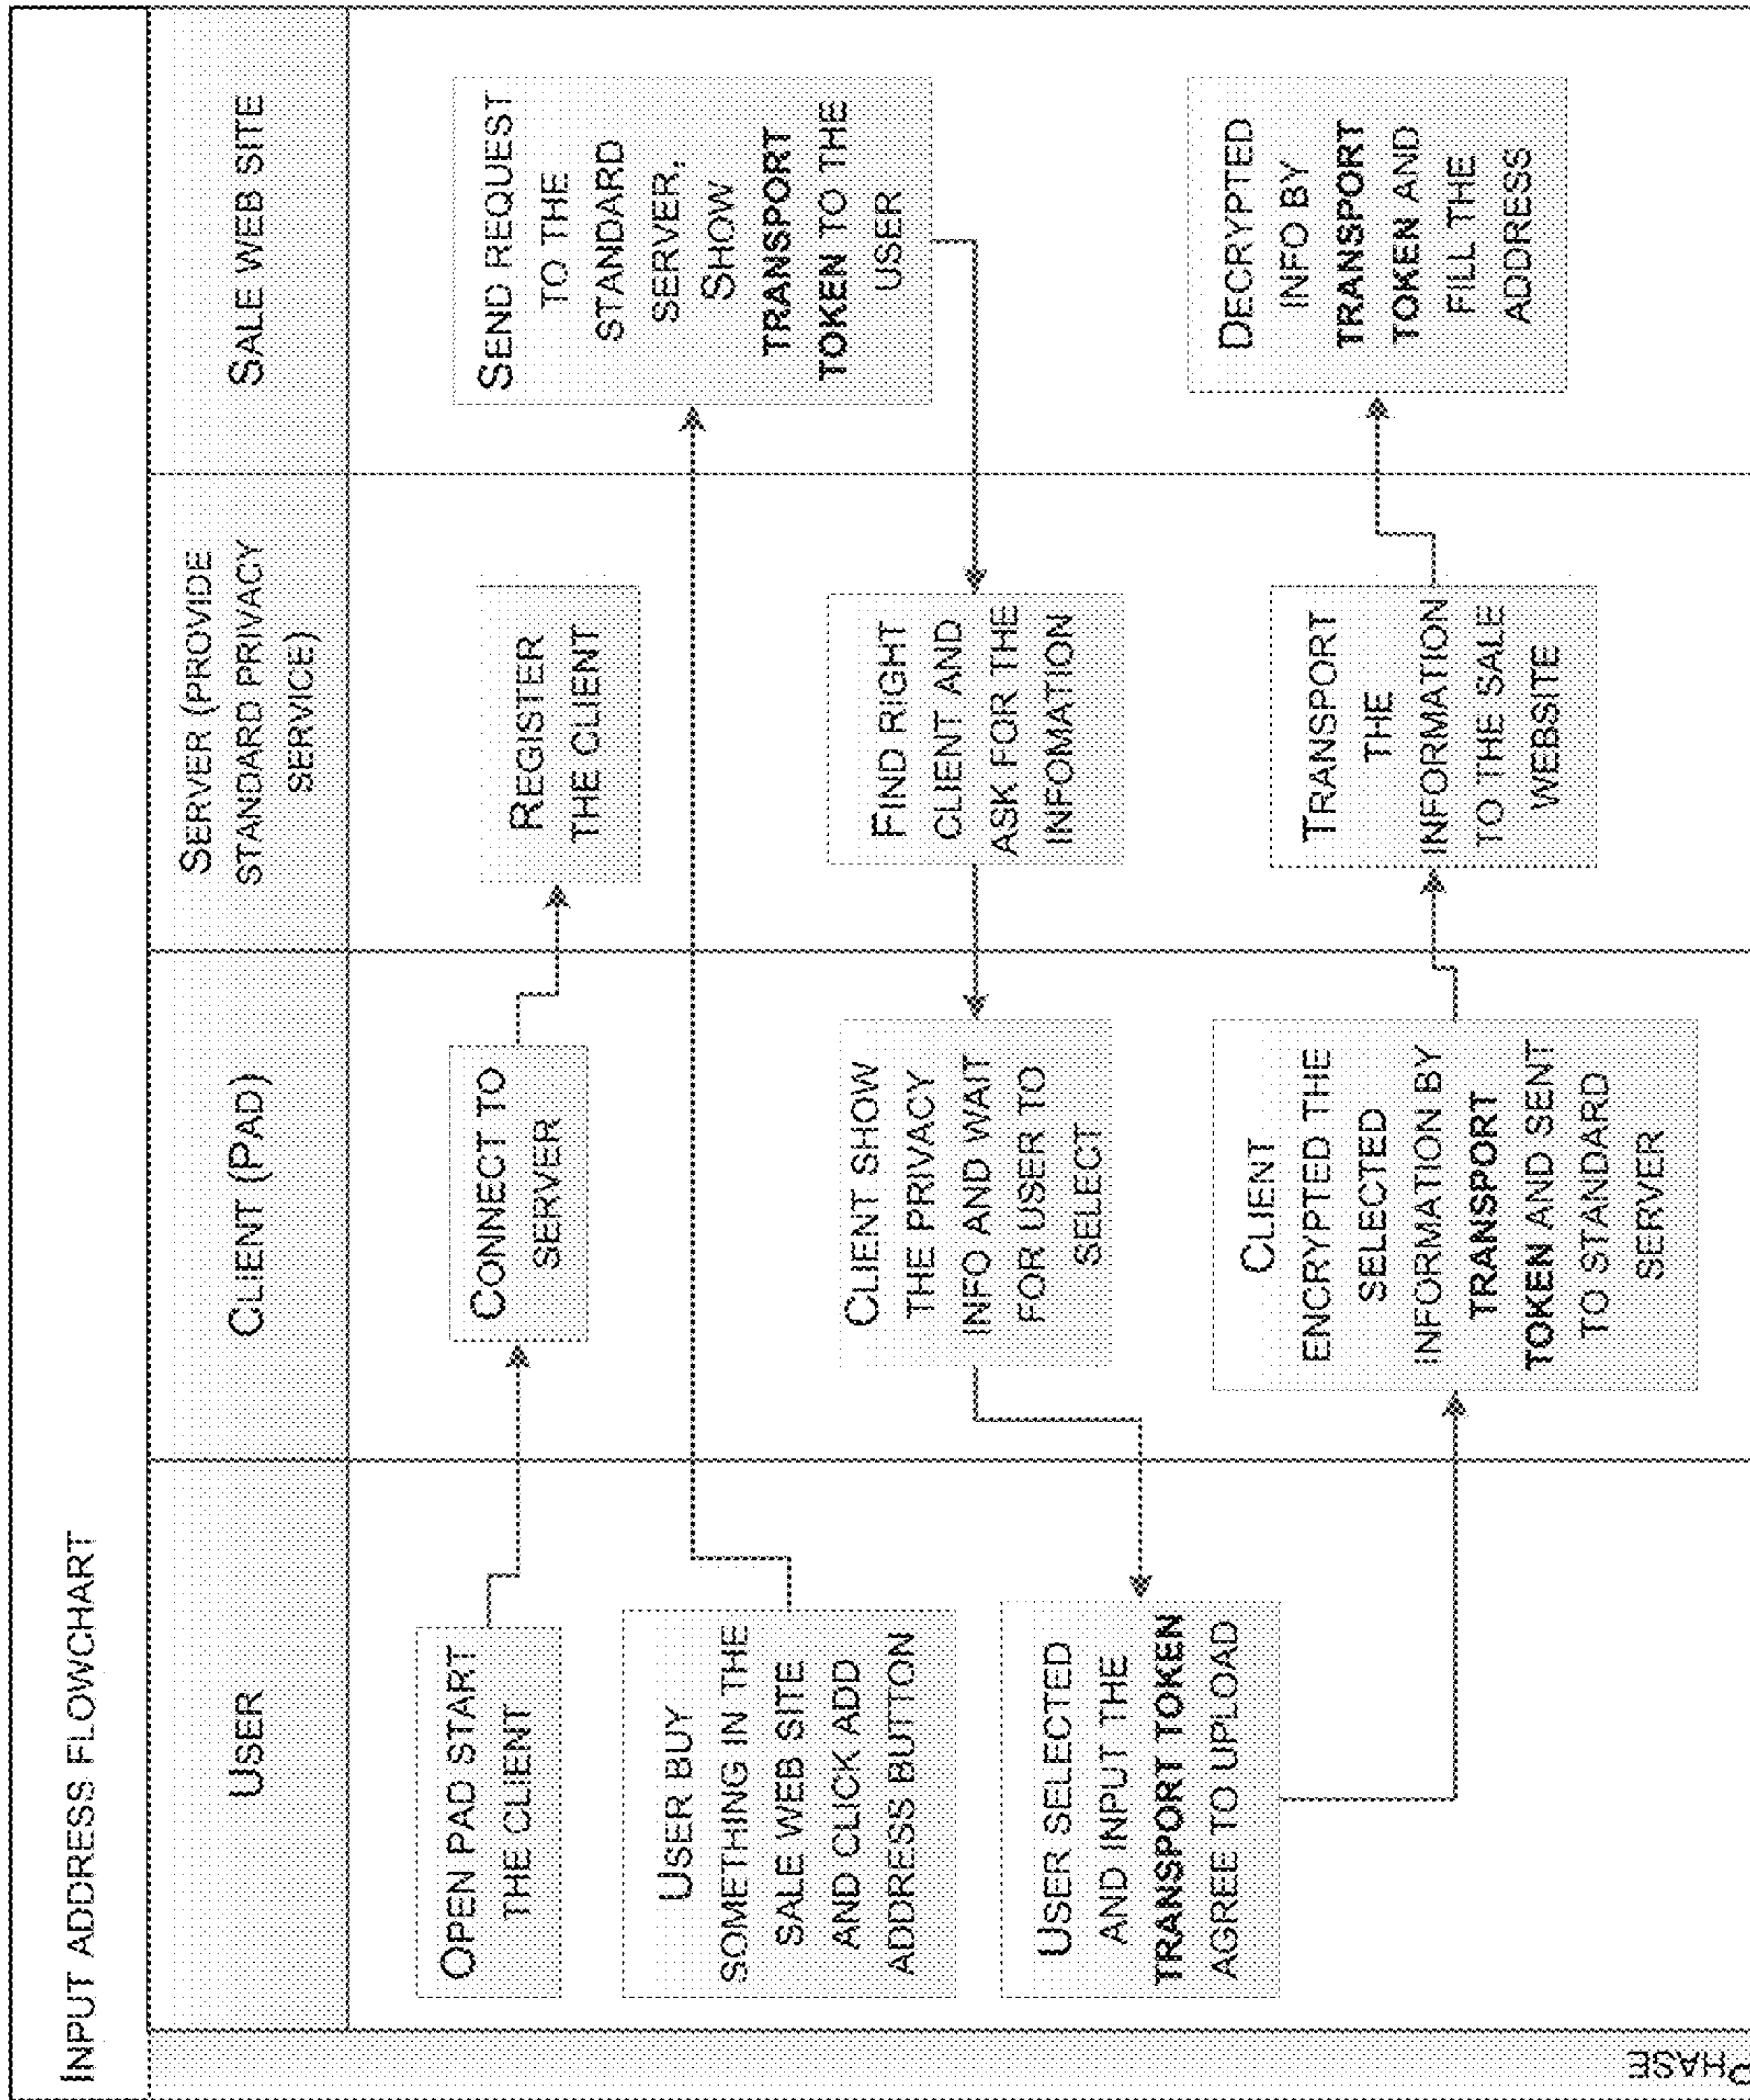 INPUT ADDRESS FLOWCHART
USER
CLIENT (PAD)
SERVER (PROVIDE
STANDARD PRIVACY
SERVICE)
SALE WEB SITE
OPEN PAD START
THE CLIENT
CONNECT TO
SERVER
REGISTER
THE CLIENT
USER BUY
SOMETHING IN THE
SALE WEB SITE
AND CLICK ADD
ADDRESS BUTTON
SEND REQUEST
TO THE
STANDARD
SERVER,
SHOW
TRANSPORT
TOKEN TO THE
USER
FIND RIGHT
CLIENT AND
ASK FOR THE
INFOMATION
CLIENT SHOW
THE PRIVACY
INFO AND WAIT
FOR USER TO
SELECT
USER SELECTED
AND INPUT THE
TRANSPORT TOKEN
AGREE TO UPLOAD
CLIENT
ENCRYPTED THE
SELECTED
INFORMATION BY
TRANSPORT
TOKEN AND SENT
TO STANDARD
SERVER
TRANSPORT
THE
INFORMATION
TO THE SALE
WEBSITE
DECRYPTED
INFO BY
TRANSPORT
TOKEN AND
FILL THE
ADDRESS
PHASE